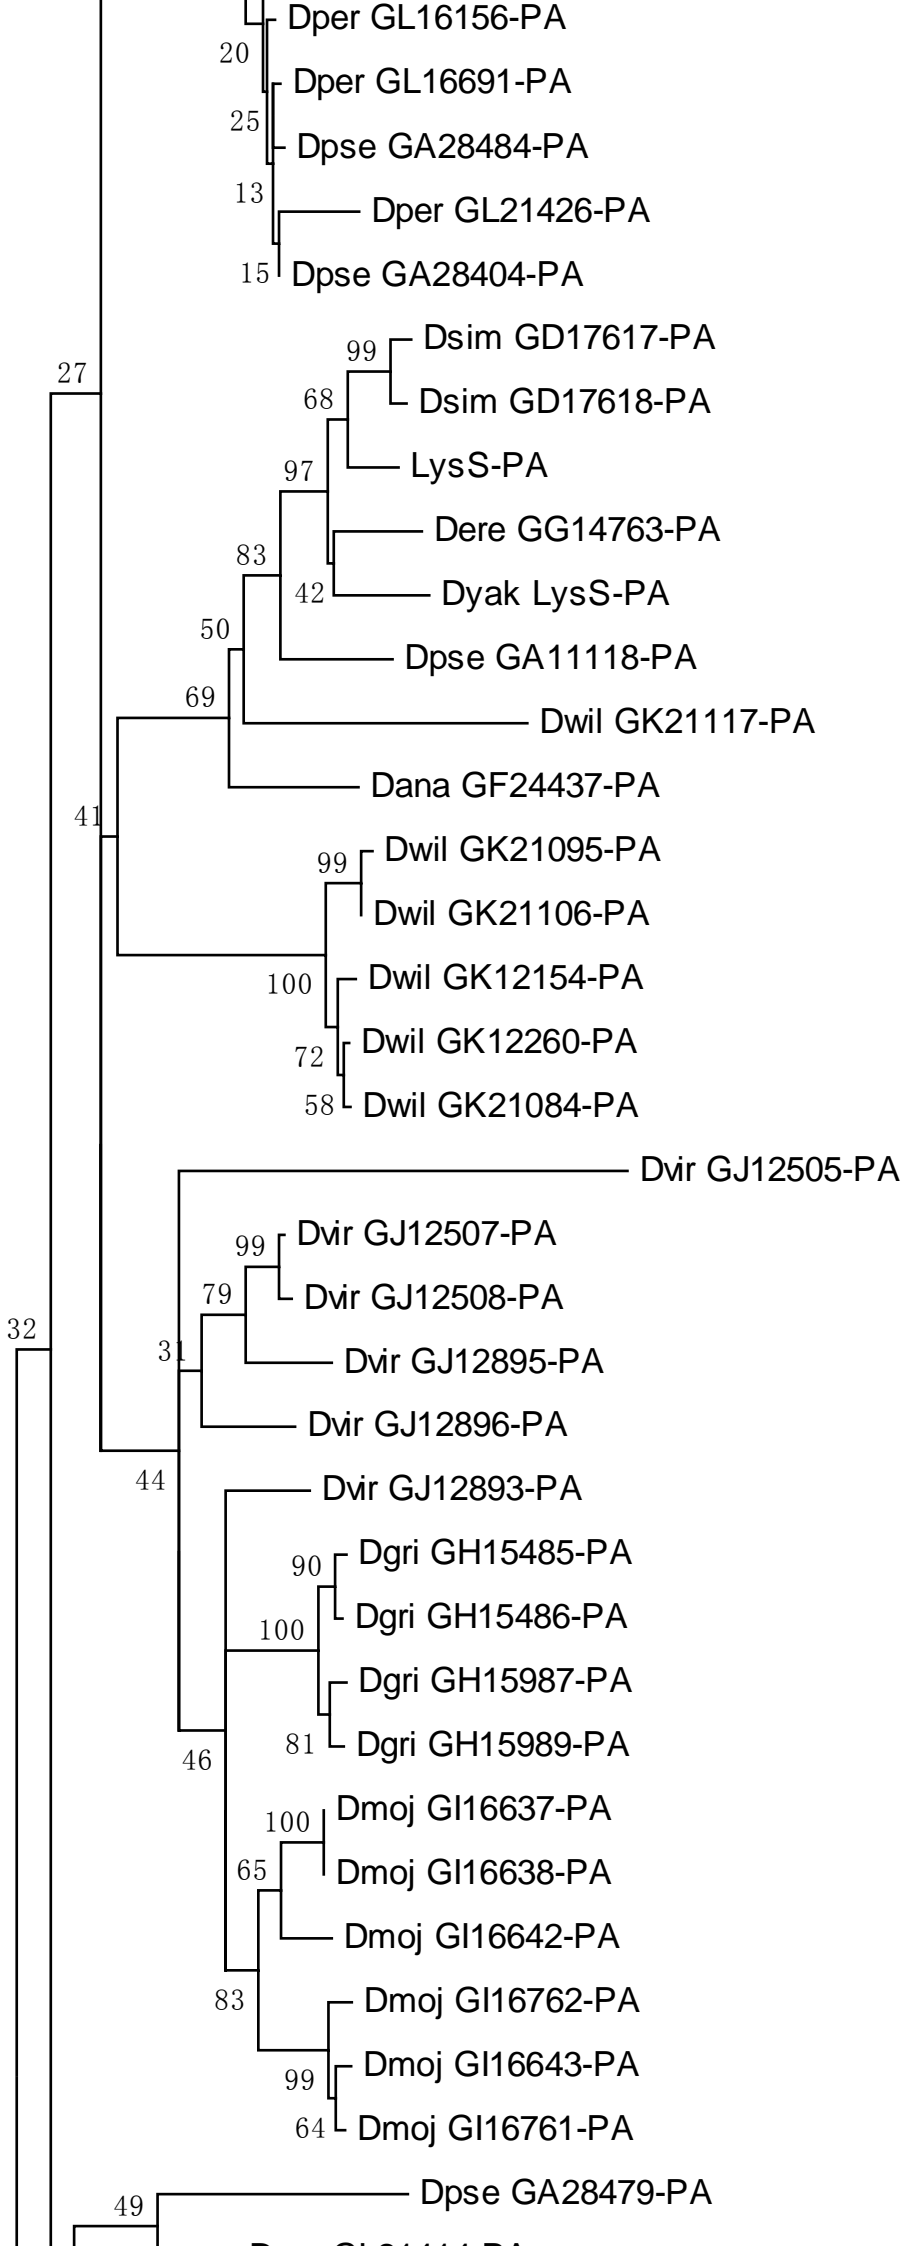 Dper GL16156-PA
20
Dper GL16691-PA
25
Dpse GA28484-PA
13
Dper GL21426-PA
15
Dpse GA28404-PA
Dsim GD17617-PA
99
27
68
Dsim GD17618-PA
97
LysS-PA
Dere GG14763-PA
83
42
Dyak LysS-PA
50
Dpse GA11118-PA
69
Dwil GK21117-PA
Dana GF24437-PA
41
Dwil GK21095-PA
99
Dwil GK21106-PA
100
Dwil GK12154-PA
72
Dwil GK12260-PA
58
Dwil GK21084-PA
Dvir GJ12505-PA
Dvir GJ12507-PA
99
79
Dvir GJ12508-PA
32
31
Dvir GJ12895-PA
Dvir GJ12896-PA
44
Dvir GJ12893-PA
Dgri GH15485-PA
90
Dgri GH15486-PA
100
Dgri GH15987-PA
81
Dgri GH15989-PA
46
Dmoj GI16637-PA
100
65
Dmoj GI16638-PA
Dmoj GI16642-PA
83
Dmoj GI16762-PA
99
Dmoj GI16643-PA
64
Dmoj GI16761-PA
Dpse GA28479-PA
49